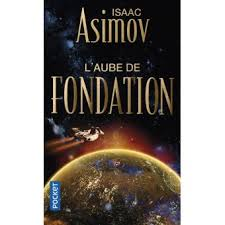 ISAAC
Asimov
L'AUBE DE
FONDATION
POCKET